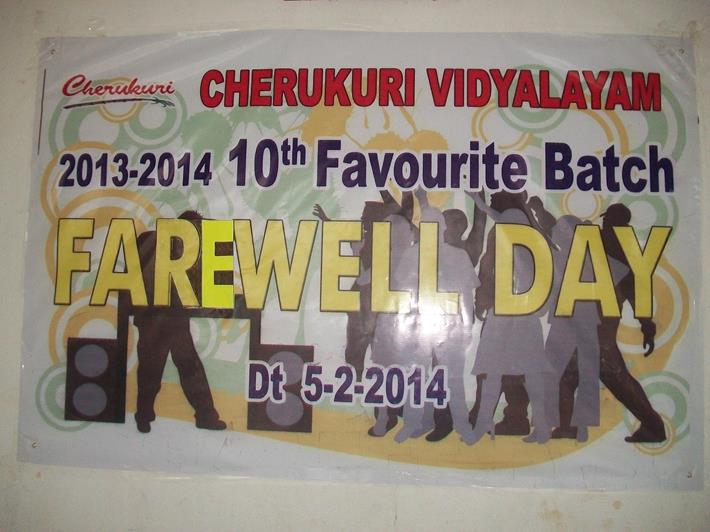 Cherukuri CHERUKURI VIDYALAYAM
2013-2014 10th Favourite Batch
FAREWELL DAY
Dt 5-2-2014